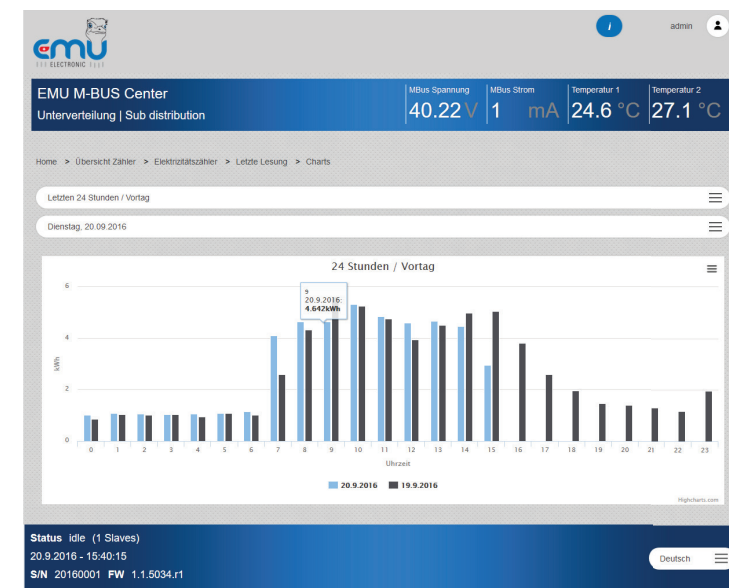 emu
ELECTRONIC
i
admin
EMU M-BUS Center
Unterverteilung | Sub distribution
MBus Spannung
40.22 V
MBus Strom
1 mA
Temperatur 1
24.6 °C
Temperatur 2
27.1 °C
Home > Übersicht Zähler > Elektrizitätszähler > Letzte Lesung > Charts
Letzten 24 Stunden / Vortag
Dienstag, 20.09.2016
24 Stunden / Vortag
9
20.9.2016:
4.642kWh
kWh
6
4
2
0
0 1 2 3 4 5 6 7 8 9 10 11 12 13 14 15 16 17 18 19 20 21 22 23
Uhrzeit
20.9.2016 19.9.2016
Highcharts.com
Status idle (1 Slaves)
20.9.2016 - 15:40:15
S/N 20160001 FW 1.1.5034.r1
Deutsch